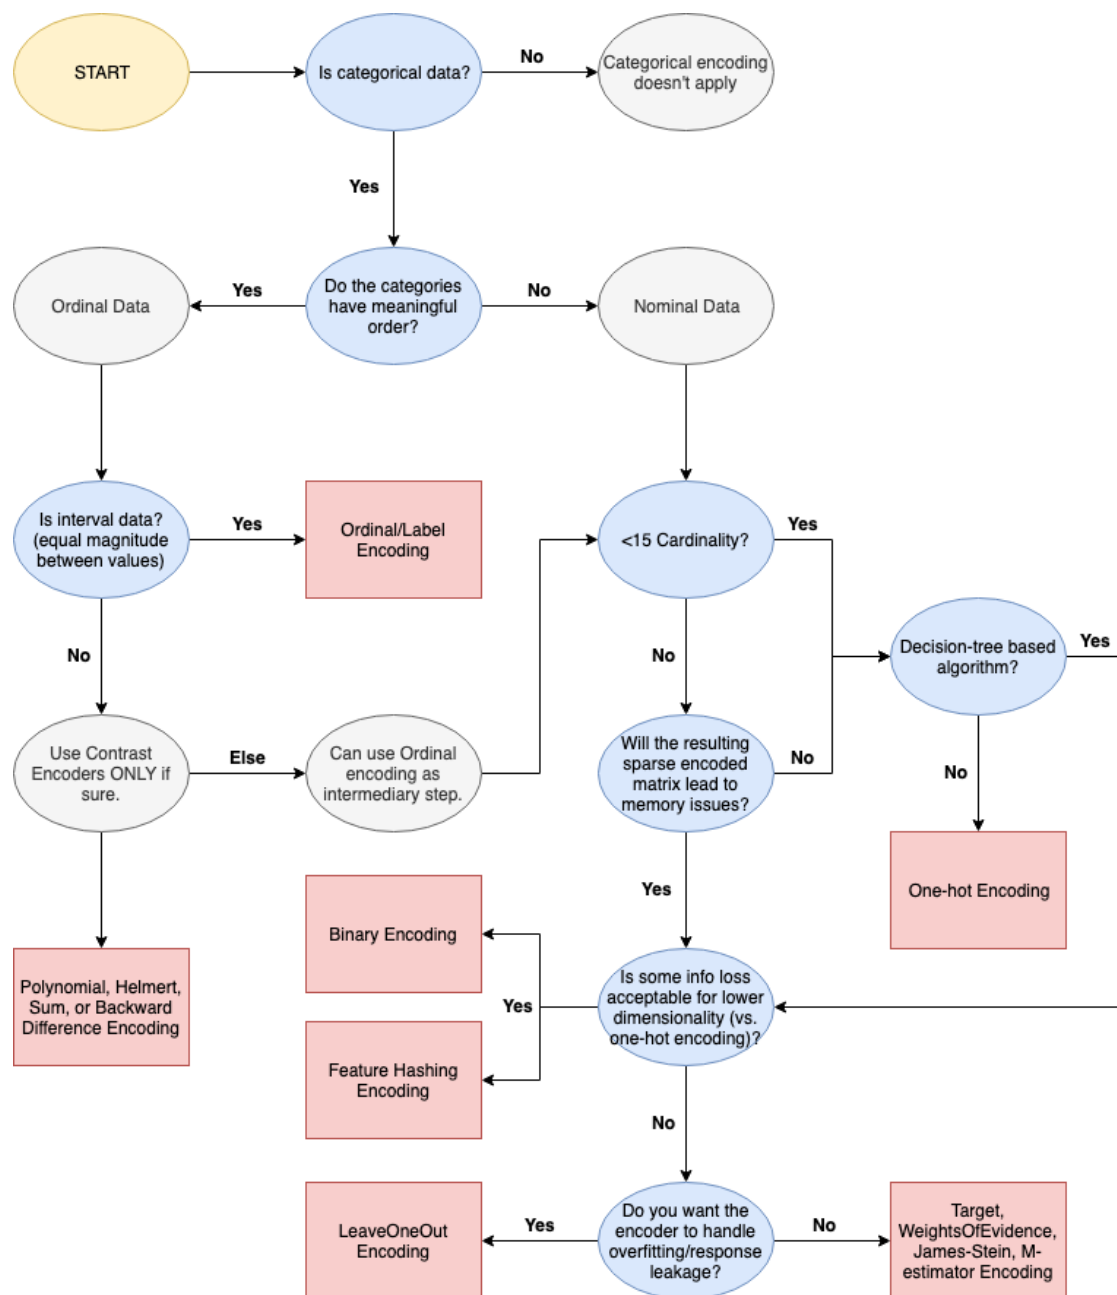 START
Is categorical data?
No
Categorical encoding
doesn't apply
Yes
Ordinal Data
Yes
Do the categories
have meaningful
order?
No
Nominal Data
Is interval data?
(equal magnitude
between values)
Yes
Ordinal/Label
Encoding
<15 Cardinality?
Yes
No
No
Decision-tree based
algorithm?
Yes
Use Contrast
Encoders ONLY if
sure.
Else
Can use Ordinal
encoding as
intermediary step.
Will the resulting
sparse encoded
matrix lead to
memory issues?
No
No
One-hot Encoding
Yes
Binary Encoding
Polynomial, Helmert,
Sum, or Backward
Difference Encoding
Yes
Is some info loss
acceptable for lower
dimensionality (vs.
one-hot encoding)?
Feature Hashing
Encoding
No
LeaveOneOut
Encoding
Yes
Do you want the
encoder to handle
overfitting/response
leakage?
No
Target,
WeightsOfEvidence,
James-Stein, M-
estimator Encoding